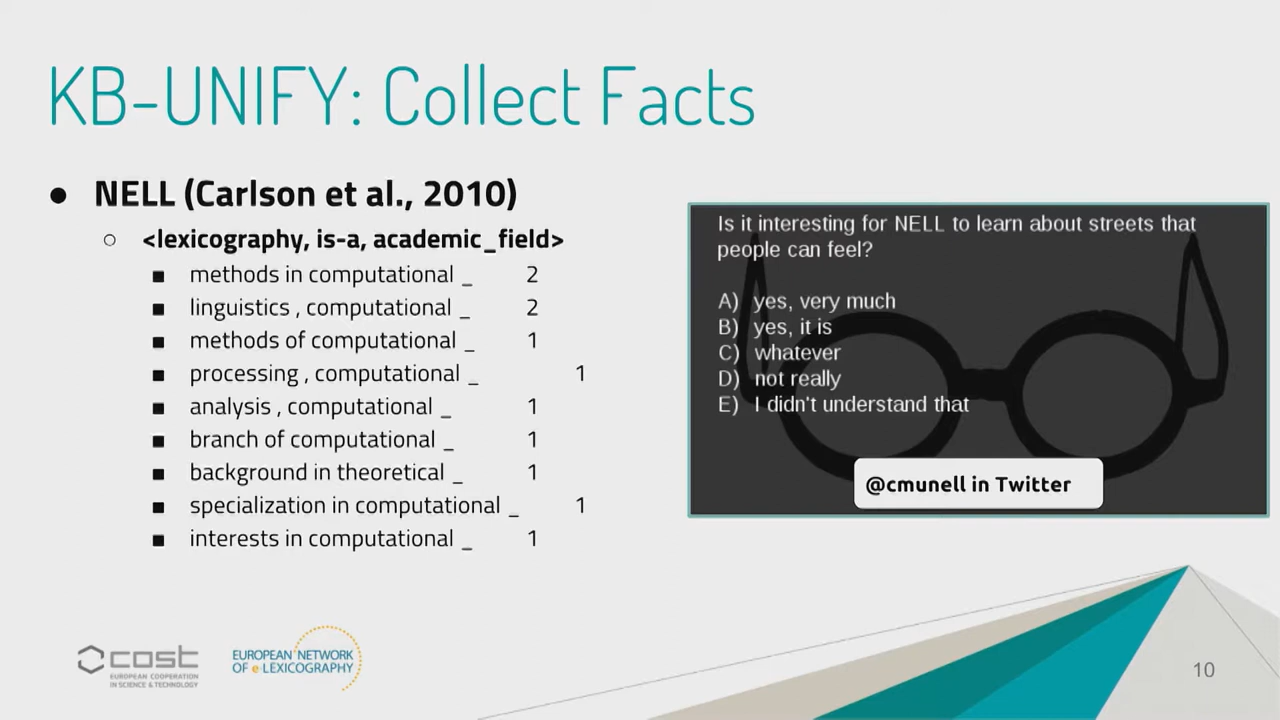 KB-UNIFY: Collect Facts
● NELL (Carlson et al., 2010)
○ <lexicography, is-a, academic_field>
■ methods in computational _ 2
■ linguistics , computational _ 2
■ methods of computational _ 1
■ processing , computational _ 1
■ analysis , computational _ 1
■ branch of computational _ 1
■ background in theoretical _ 1
■ specialization in computational _ 1
■ interests in computational _ 1
Is it interesting for NELL to learn about streets that
people can feel?
A) yes, very much
B) yes, it is
C) whatever
D) not really
E) I didn't understand that
@cmunell in Twitter
cost
EUROPEAN COOPERATION
IN SCIENCE & TECHNOLOGY
EUROPEAN NETWORK
OF e-LEXICOGRAPHY
10